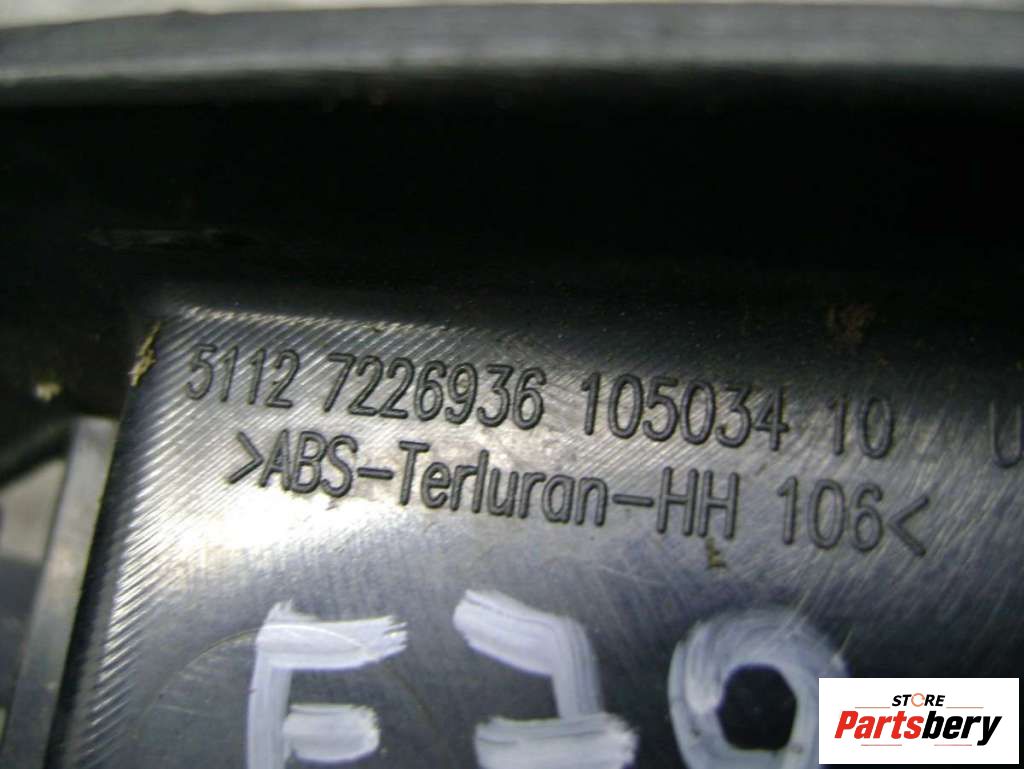 5112 7226936 105034 10 U
>ABS-Terluran-HH 106<
STORE
Partsbery